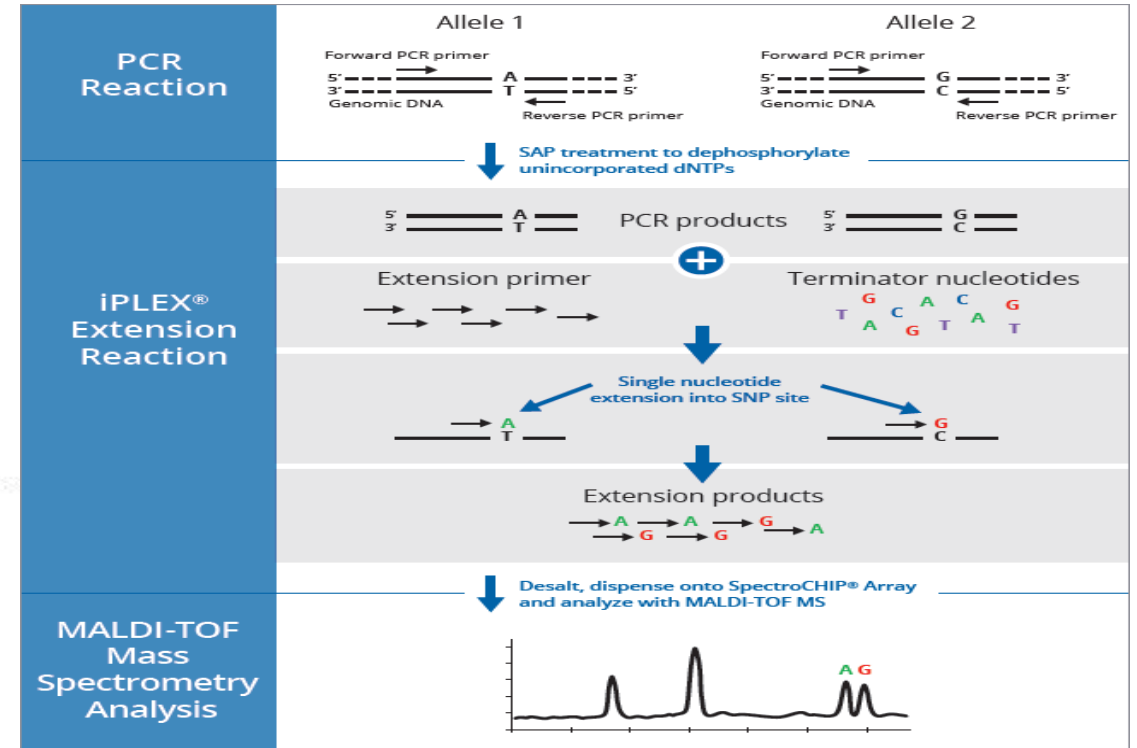 PCR
Reaction
Allele 1
Allele 2
Forward PCR primer
5′ A 3′
3′ T 5′
Genomic DNA
Reverse PCR primer
Forward PCR primer
5′ G 3′
3′ C 5′
Genomic DNA
Reverse PCR primer
SAP treatment to dephosphorylate
unincorporated dNTPs
iPLEX®
Extension
Reaction
5′ A
3′ T
PCR products
5′ G
3′ C
+
Extension primer
Terminator nucleotides
T G C A C G
A G T A T
Single nucleotide
extension into SNP site
A
T
G
C
Extension products
A A G A
G G
Desalt, dispense onto SpectroCHIP® Array
and analyze with MALDI-TOF MS
MALDI-TOF
Mass
Spectrometry
Analysis
A G